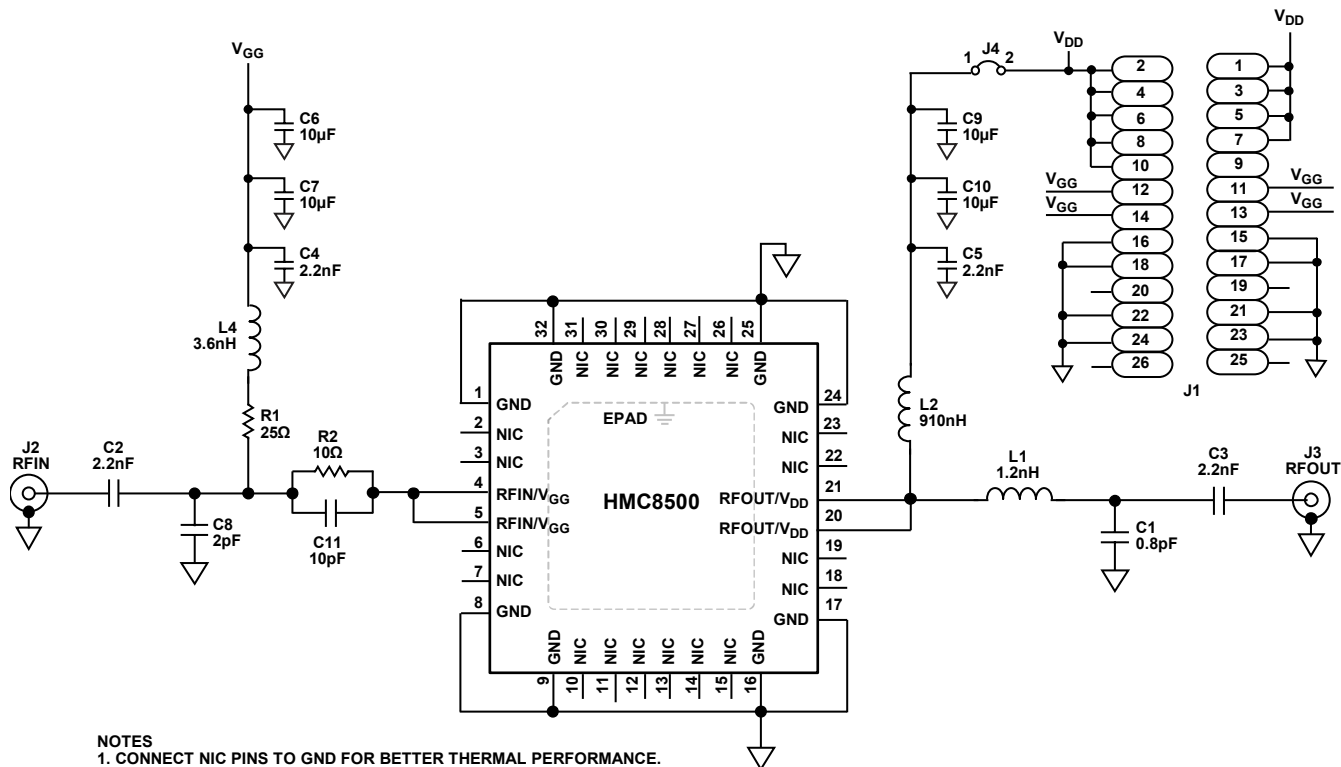 VGG
C6
10µF
C7
10µF
C4
2.2nF
L4
3.6nH
R1
25Ω
J2
RFIN
C2
2.2nF
C8
2pF
R2
10Ω
C11
10pF
32
31
30
29
28
27
26
25
GND
NIC
NIC
NIC
NIC
NIC
NIC
GND
1
GND
2
NIC
3
NIC
4
RFIN/VGG
5
RFIN/VGG
6
NIC
7
NIC
8
GND
EPAD
HMC8500
24
GND
23
NIC
22
NIC
21
RFOUT/VDD
20
RFOUT/VDD
19
NIC
18
NIC
17
GND
GND
NIC
NIC
NIC
NIC
NIC
NIC
GND
9
10
11
12
13
14
15
16
1
J4
2
VDD
C9
10µF
C10
10µF
C5
2.2nF
L2
910nH
L1
1.2nH
C1
0.8pF
C3
2.2nF
J3
RFOUT
2
4
6
8
10
VGG
12
VGG
14
16
18
20
22
24
26
VDD
1
3
5
7
9
11
VGG
13
VGG
15
17
19
21
23
25
J1
NOTES
1. CONNECT NIC PINS TO GND FOR BETTER THERMAL PERFORMANCE.